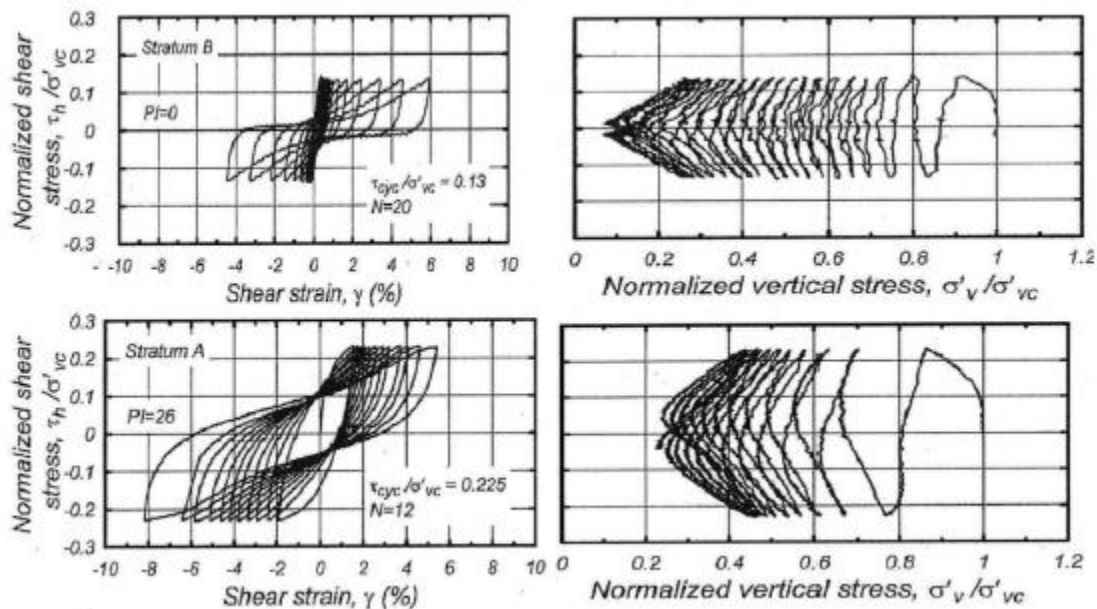 Normalized shear
stress, τh /σ'vc
0.3
0.2
0.1
0
-0.1
-0.2
-0.3
Stratum B
PI=0
τcyc /σ'vc = 0.13
N=20
- -10 -8 -6 -4 -2 0 2 4 6 8 10
Shear strain, γ (%)
0 0.2 0.4 0.6 0.8 1 1.2
Normalized vertical stress, σ'v /σ'vc
Normalized shear
stress, τh /σ'vc
0.3
0.2
0.1
0
-0.1
-0.2
-0.3
Stratum A
PI=26
τcyc /σ'vc = 0.225
N=12
-10 -8 -6 -4 -2 0 2 4 6 8 10
Shear strain, γ (%)
0 0.2 0.4 0.6 0.8 1 1.2
Normalized vertical stress, σ'v /σ'vc